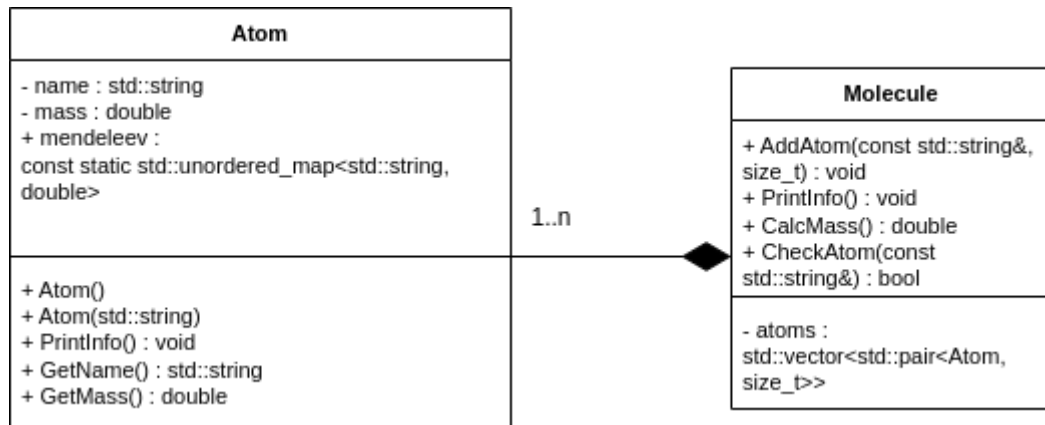 Atom
- name : std::string
- mass : double
+ mendeleev :
const static std::unordered_map<std::string,
double>
+ Atom()
+ Atom(std::string)
+ PrintInfo() : void
+ GetName() : std::string
+ GetMass() : double
1..n
Molecule
+ AddAtom(const std::string&,
size_t) : void
+ PrintInfo() : void
+ CalcMass() : double
+ CheckAtom(const
std::string&) : bool
- atoms :
std::vector<std::pair<Atom,
size_t>>